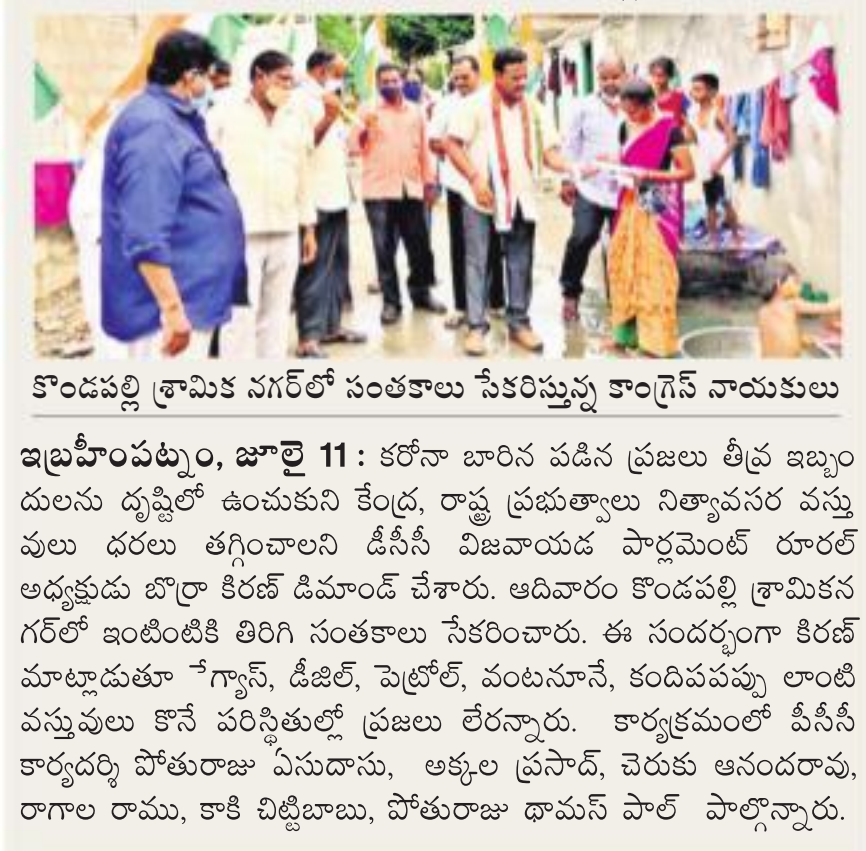 కొండపల్లి శ్రామిక నగర్‌లో సంతకాలు సేకరిస్తున్న కాంగ్రెస్ నాయకులు
ఇబ్రహీంపట్నం, జూలై 11 : కరోనా బారిన పడిన ప్రజలు తీవ్ర ఇబ్బం
దులను దృష్టిలో ఉంచుకుని కేంద్ర, రాష్ట్ర ప్రభుత్వాలు నిత్యావసర వస్తు
వులు ధరలు తగ్గించాలని డీసీసీ విజవాయడ పార్లమెంట్ రూరల్
అధ్యక్షుడు బొర్రా కిరణ్ డిమాండ్ చేశారు. ఆదివారం కొండపల్లి శ్రామికన
గర్‌లో ఇంటింటికి తిరిగి సంతకాలు సేకరించారు. ఈ సందర్భంగా కిరణ్
మాట్లాడుతూ ేగ్యాస్, డీజిల్, పెట్రోల్, వంటనూనే, కందిపపప్పు లాంటి
వస్తువులు కొనే పరిస్థితుల్లో ప్రజలు లేరన్నారు. కార్యక్రమంలో పీసీసీ
కార్యదర్శి పోతురాజు ఏసుదాసు, అక్కల ప్రసాద్, చెరుకు ఆనందరావు,
రాగాల రాము, కాకి చిట్టిబాబు, పోతురాజు థామస్ పాల్ పాల్గొన్నారు.